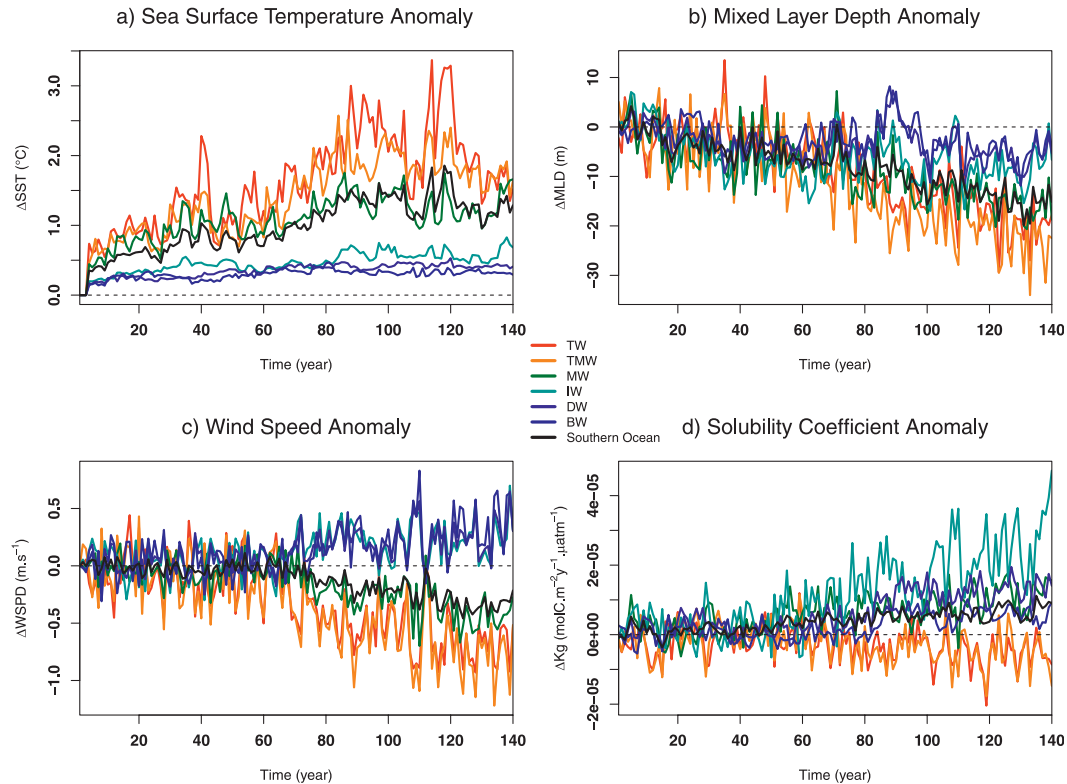 a) Sea Surface Temperature Anomaly
ΔSST (°C)
3.0
2.0
1.0
0.0
20 40 60 80 100 120 140
Time (year)
b) Mixed Layer Depth Anomaly
ΔMLD (m)
10
0
−10
−20
−30
20 40 60 80 100 120 140
Time (year)
TW
TMW
MW
IW
DW
BW
Southern Ocean
c) Wind Speed Anomaly
ΔWSPD (m.s⁻¹)
0.5
0.0
−0.5
−1.0
20 40 60 80 100 120 140
Time (year)
d) Solubility Coefficient Anomaly
ΔKg (molC.m⁻²y⁻¹,μatm⁻¹)
4e−05
2e−05
0e+00
−2e−05
20 40 60 80 100 120 140
Time (year)